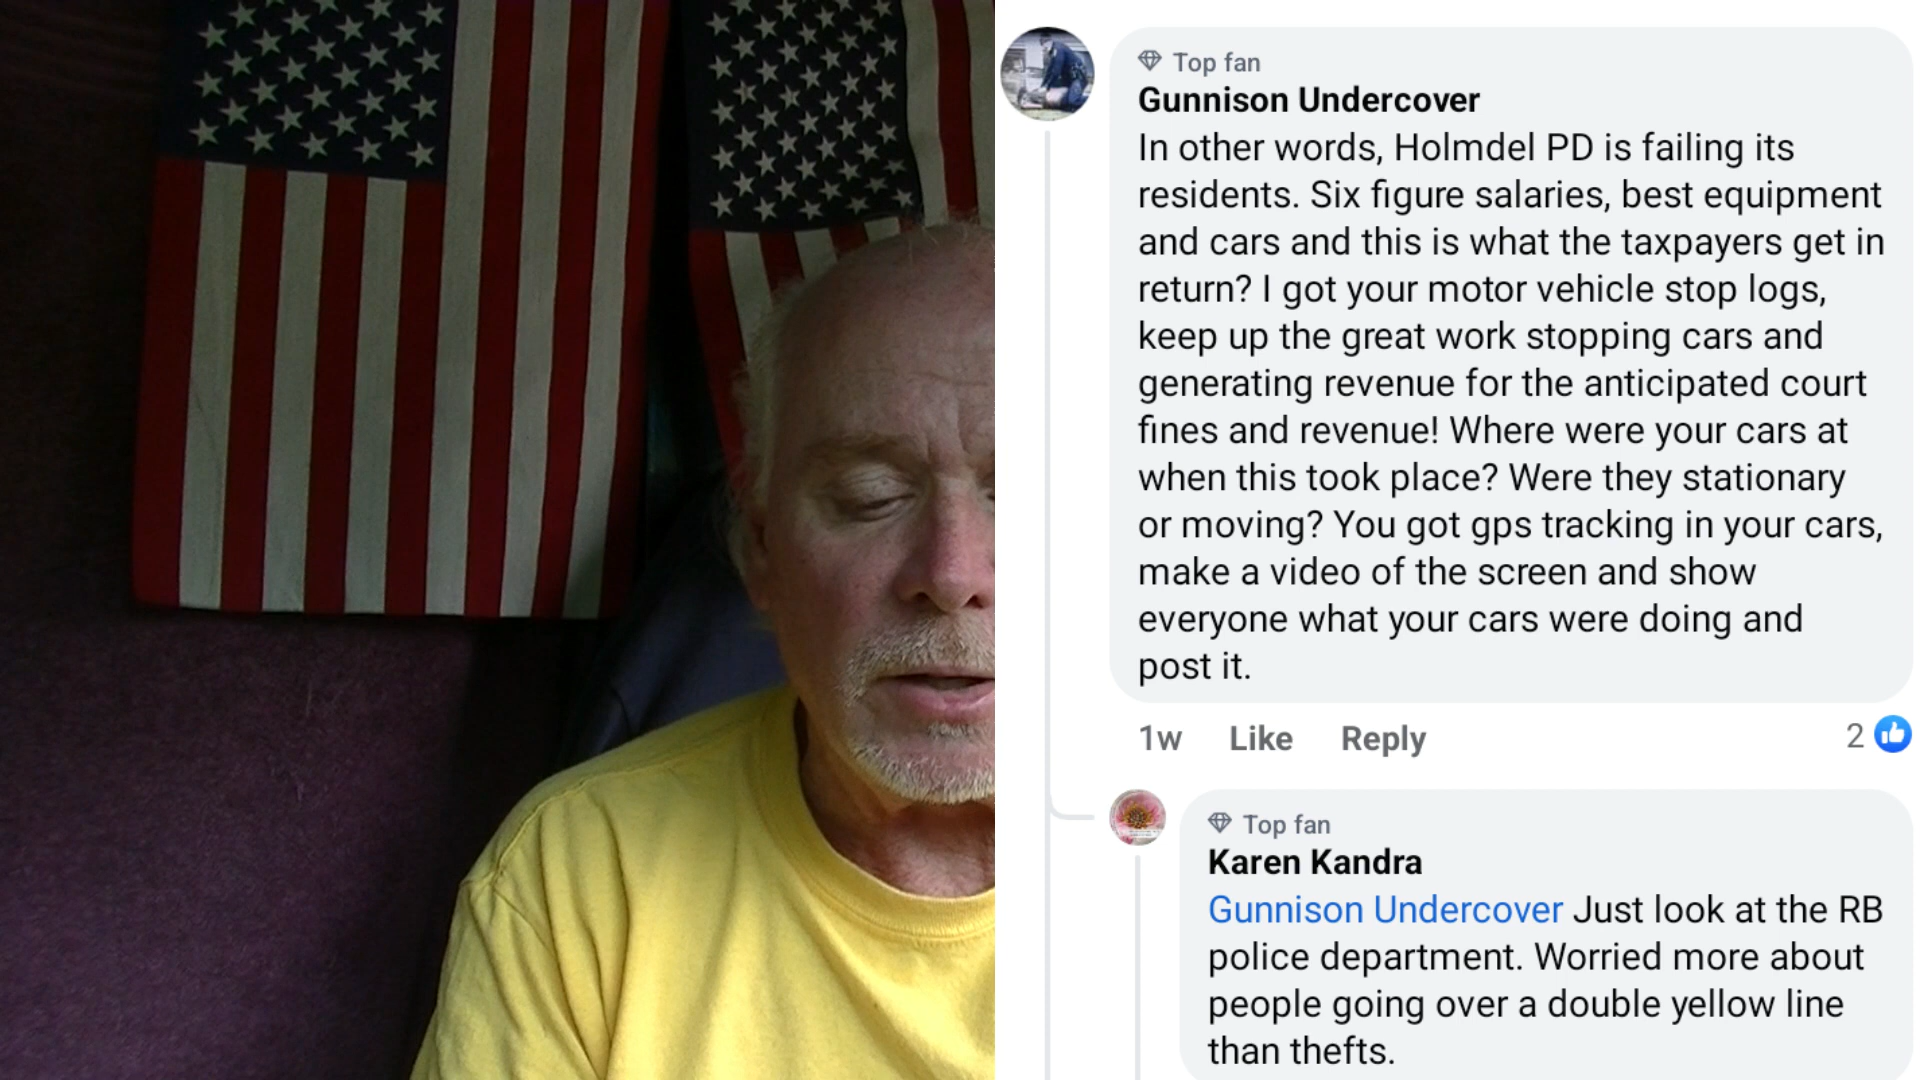 Top fan
Gunnison Undercover
In other words, Holmdel PD is failing its
residents. Six figure salaries, best equipment
and cars and this is what the taxpayers get in
return? I got your motor vehicle stop logs,
keep up the great work stopping cars and
generating revenue for the anticipated court
fines and revenue! Where were your cars at
when this took place? Were they stationary
or moving? You got gps tracking in your cars,
make a video of the screen and show
everyone what your cars were doing and
post it.
1w Like Reply 2
Top fan
Karen Kandra
Gunnison Undercover Just look at the RB
police department. Worried more about
people going over a double yellow line
than thefts.